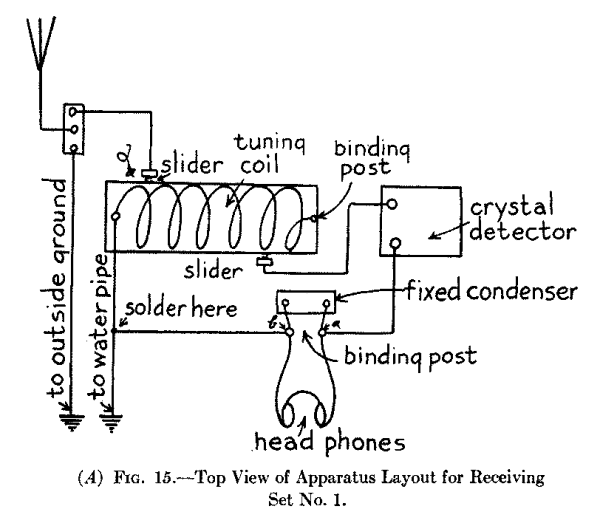 tuning
coil
slider
binding
post
crystal
detector
slider
fixed condenser
to outside ground
to water pipe
solder here
b
a
binding post
head phones
(A) FIG. 15.—Top View of Apparatus Layout for Receiving
Set No. 1.